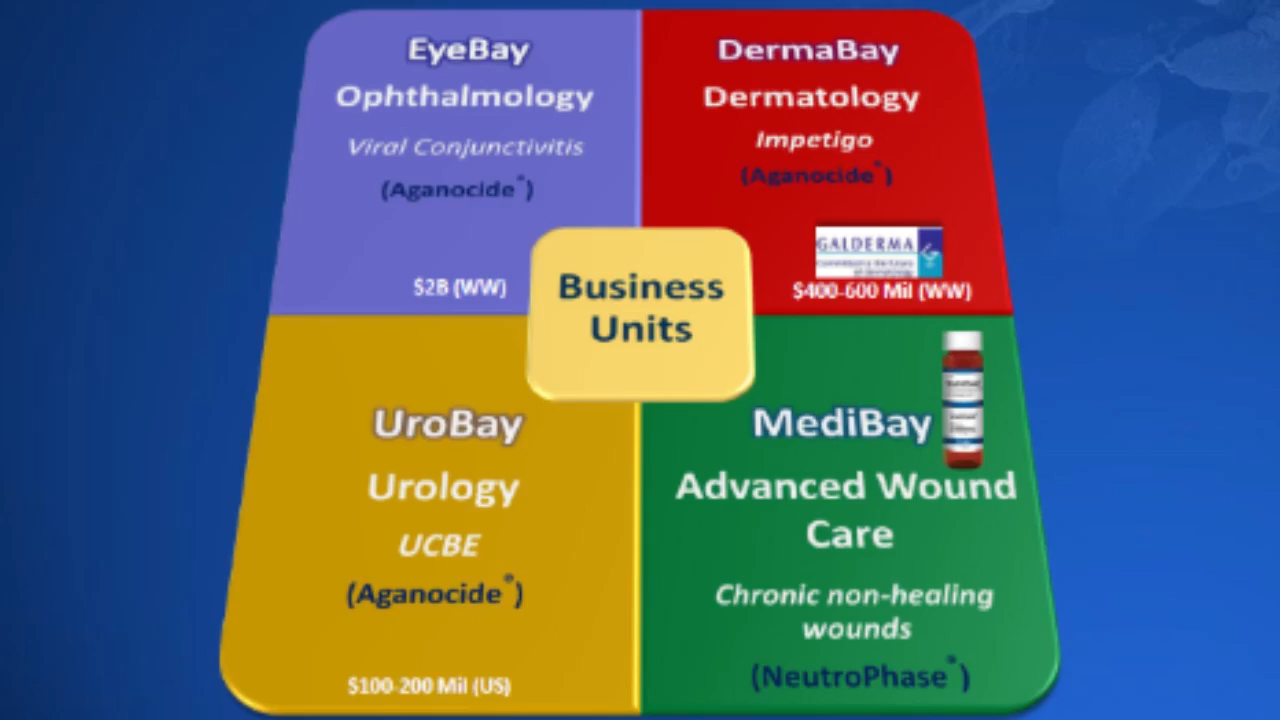 EyeBay
Ophthalmology
Viral Conjunctivitis
(Aganocide®)
$2B (WW)
DermaBay
Dermatology
Impetigo
(Aganocide®)
GALDERMA
$400-600 Mil (WW)
Business
Units
UroBay
Urology
UCBE
(Aganocide®)
$100-200 Mil (US)
MediBay
Advanced Wound
Care
Chronic non-healing
wounds
(NeutroPhase®)